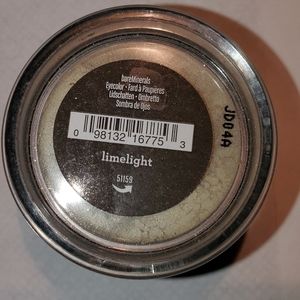 bareMinerals
Eyecolor • Fard à Paupières
Lidschatten • Ombretto
Sombra de Ojos
0 98132 16775 3
limelight
51159
JD04A